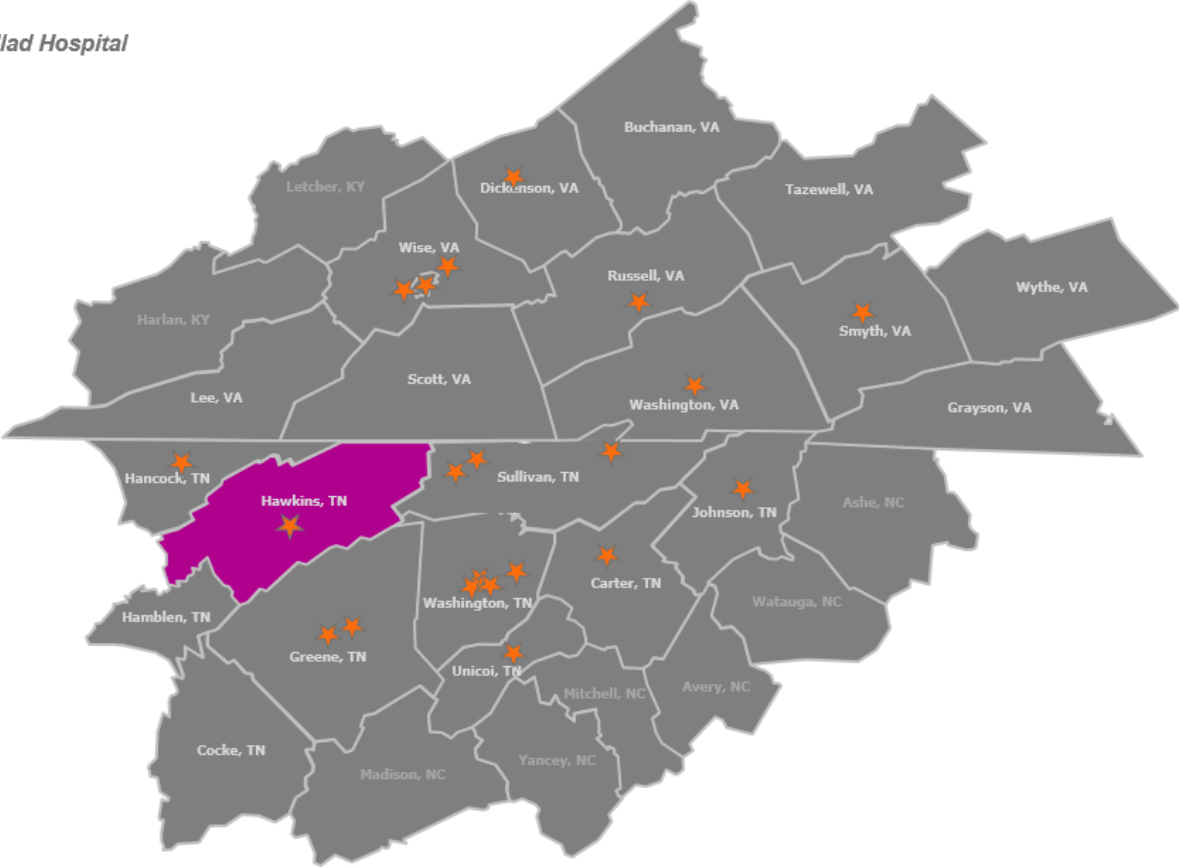 llad Hospital
Buchanan, VA
Letcher, KY
Dickenson, VA
Tazewell, VA
Wise, VA
Russell, VA
Wythe, VA
Harlan, KY
Smyth, VA
Scott, VA
Lee, VA
Washington, VA
Grayson, VA
Hancock, TN
Sullivan, TN
Hawkins, TN
Johnson, TN
Ashe, NC
Carter, TN
Washington, TN
Watauga, NC
Hamblen, TN
Greene, TN
Unicoi, TN
Mitchell, NC
Avery, NC
Cocke, TN
Yancey, NC
Madison, NC